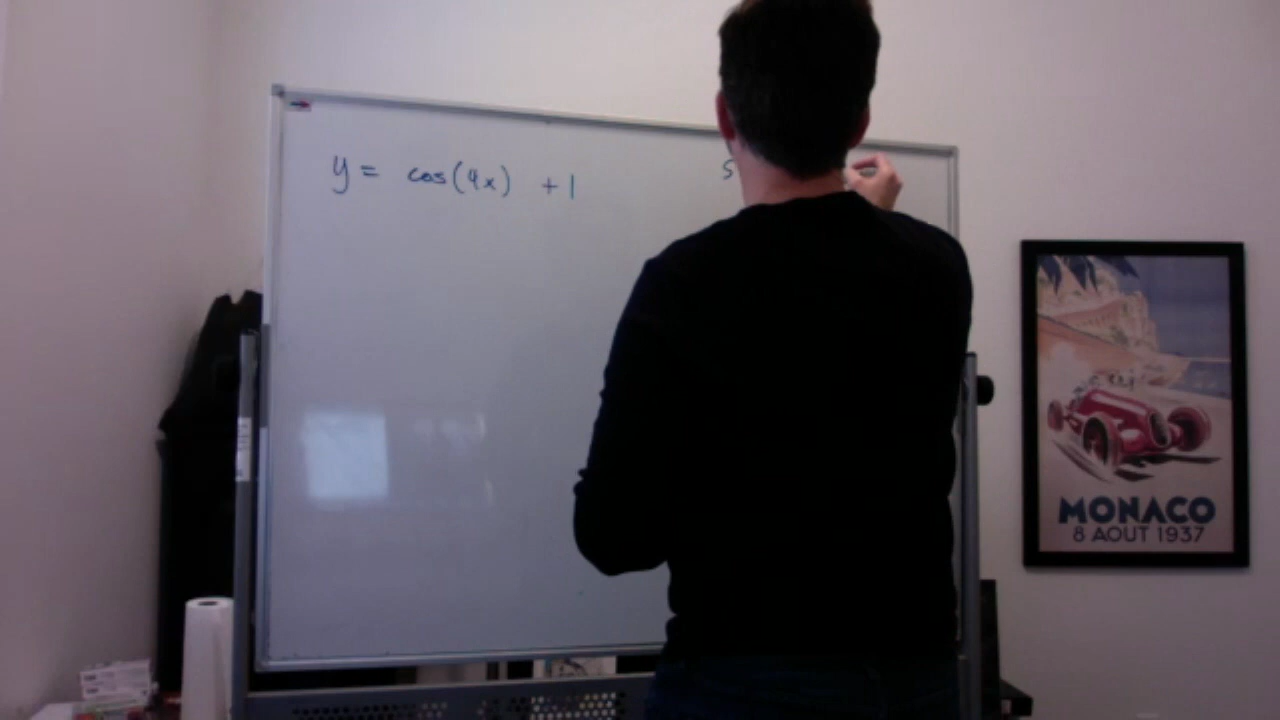 y = cos(4x) +1
s
MONACO
8 AOUT 1937